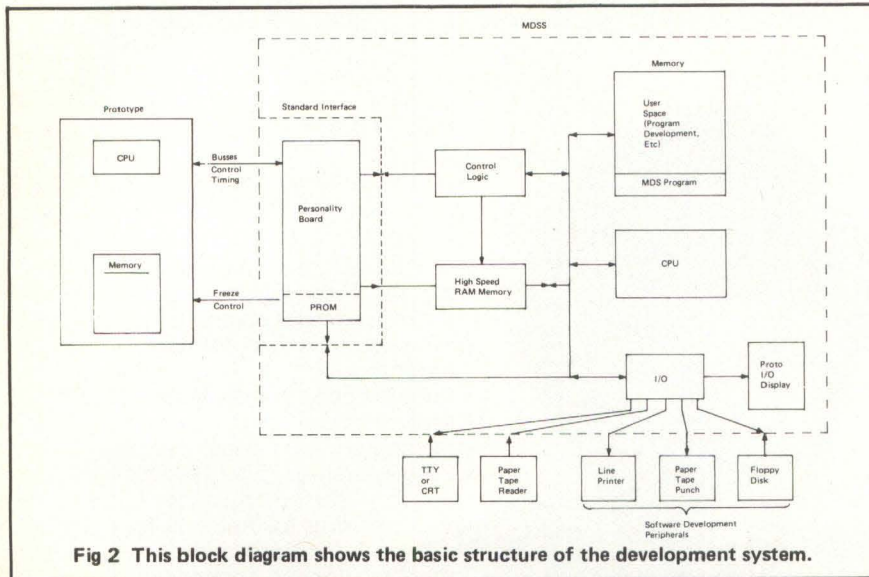 MDSS
Memory
User
Space
(Program
Development,
Etc)
MDS Program
Prototype
CPU
Memory
Standard Interface
Busses
Control
Timing
Freeze
Control
Personality
Board
PROM
Control
Logic
High Speed
RAM Memory
CPU
I/O
Proto
I/O
Display
TTY
or
CRT
Paper
Tape
Reader
Line
Printer
Paper
Tape
Punch
Floppy
Disk
Software Development
Peripherals
Fig 2 This block diagram shows the basic structure of the development system.